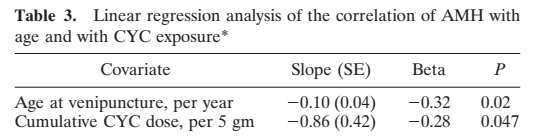 Table 3. Linear regression analysis of the correlation of AMH with
age and with CYC exposure*
Covariate Slope (SE) Beta P
Age at venipuncture, per year −0.10 (0.04) −0.32 0.02
Cumulative CYC dose, per 5 gm −0.86 (0.42) −0.28 0.047